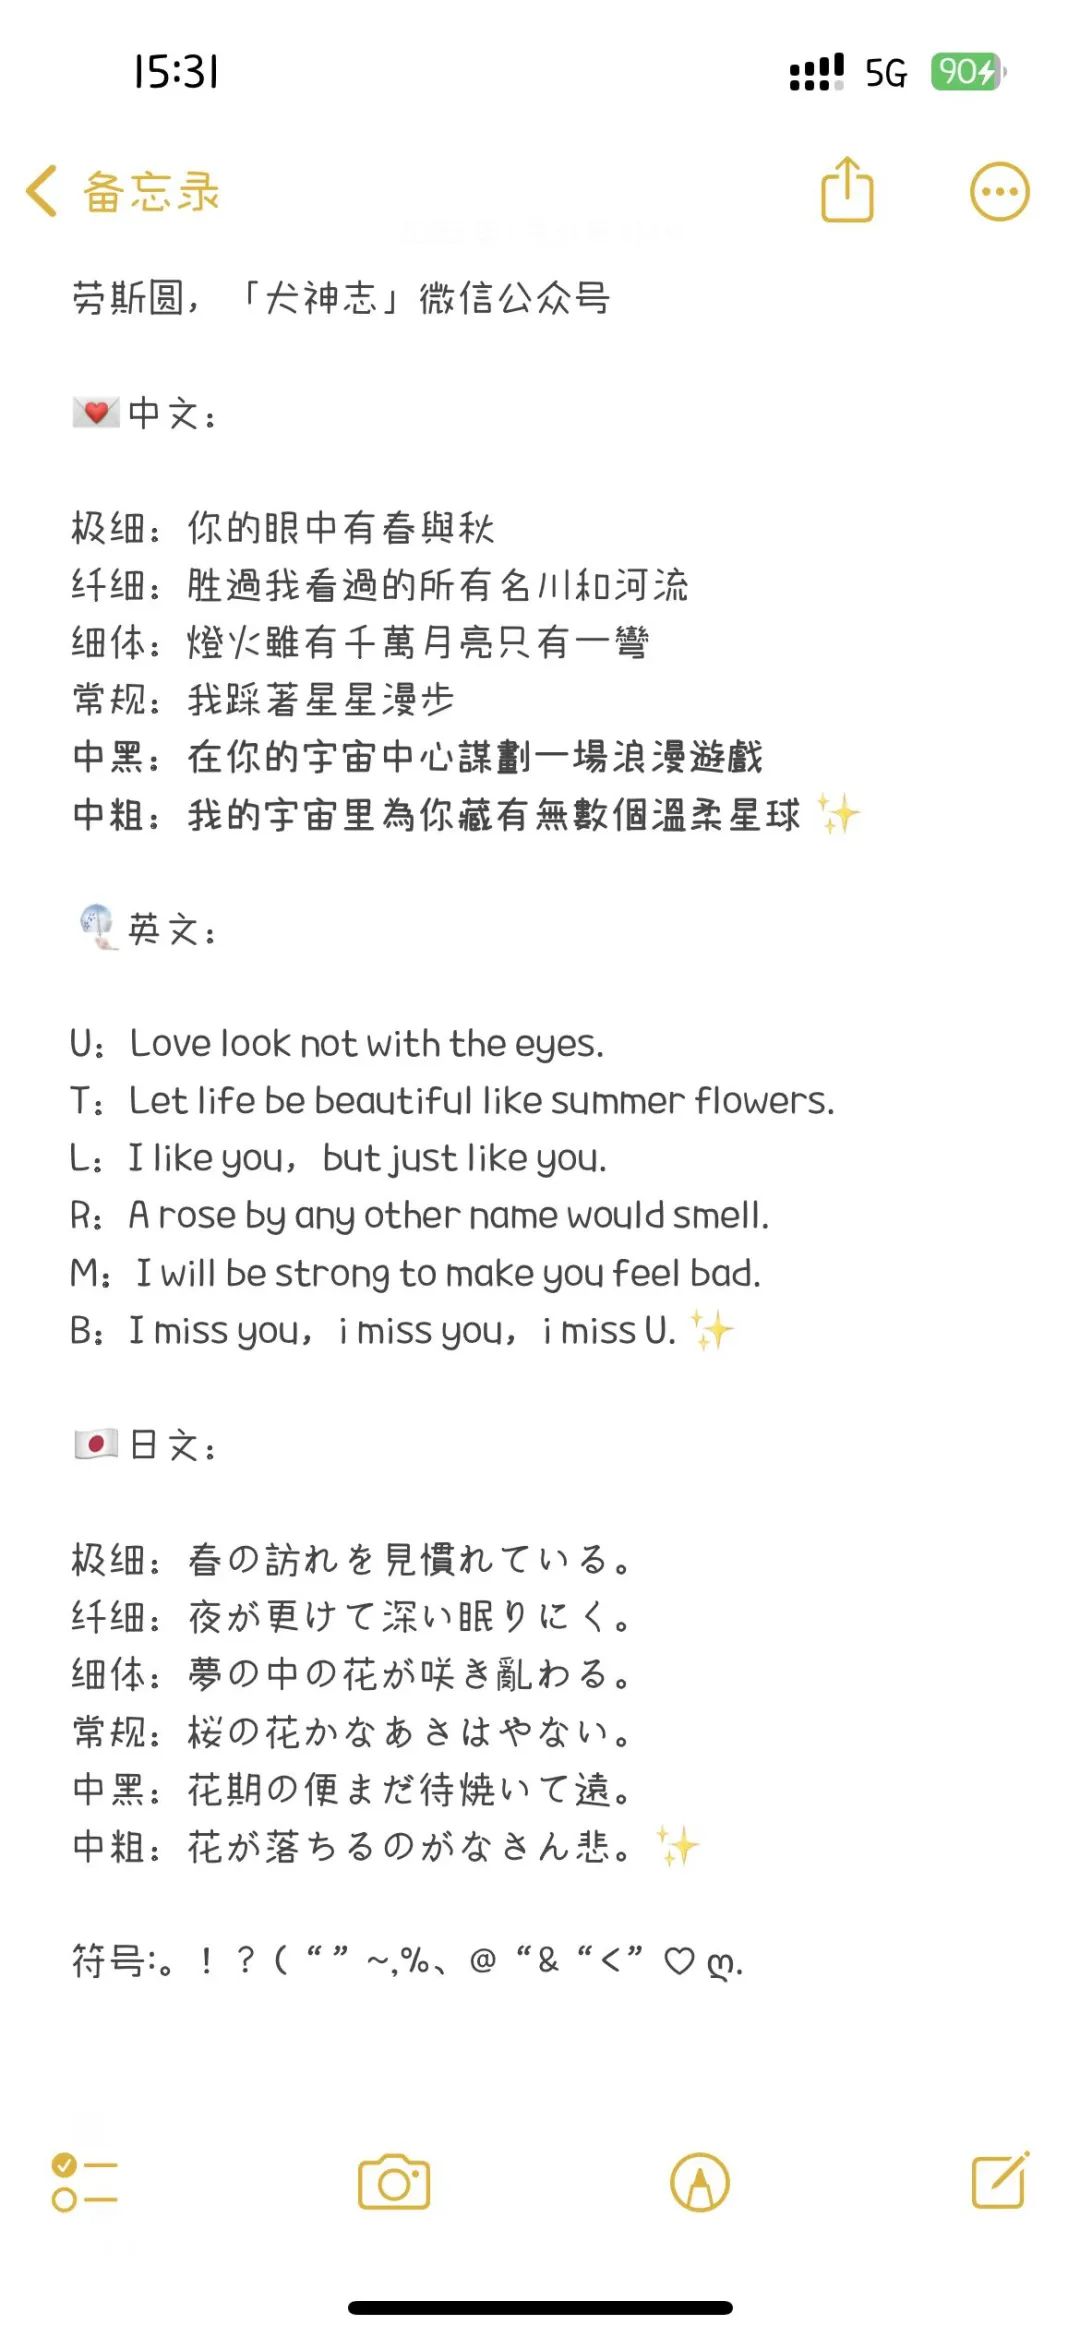 15:31 5G 90
备忘录
劳斯圆，「犬神志」微信公众号
💌中文：
极细：你的眼中有春與秋
纤细：胜過我看過的所有名川和河流
细体：燈火雖有千萬月亮只有一彎
常规：我踩著星星漫步
中黑：在你的宇宙中心謀劃一場浪漫遊戲
中粗：我的宇宙里為你藏有無數個溫柔星球 ✨
🎐英文：
U：Love look not with the eyes.
T：Let life be beautiful like summer flowers.
L：I like you，but just like you.
R：A rose by any other name would smell.
M：I will be strong to make you feel bad.
B：I miss you，i miss you，i miss U. ✨
🇯🇵日文：
极细：春の訪れを見慣れている。
纤细：夜が更けて深い眠りにく。
细体：夢の中の花が咲き亂わる。
常规：桜の花かなあさはやない。
中黑：花期の便まだ待焼いて遠。
中粗：花が落ちるのがなさん悲。✨
符号:。！？(“ ” ~,%、@“&“<”♡ღ.